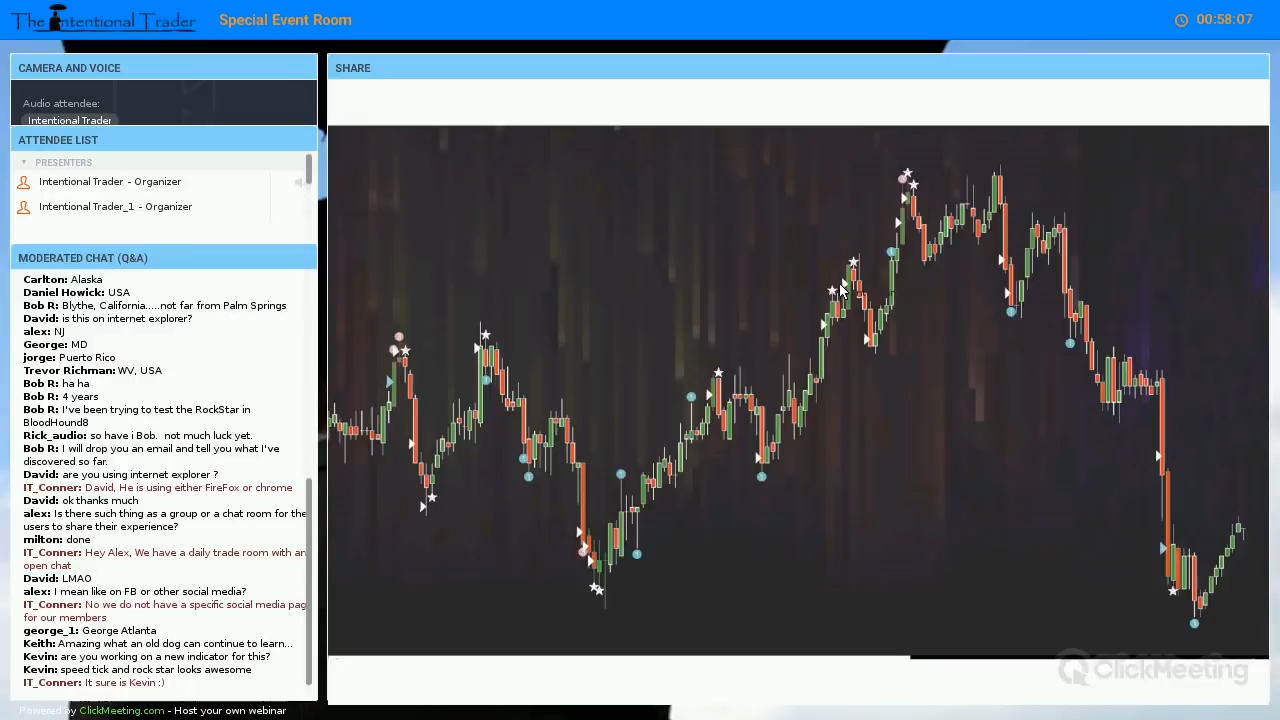 The Intentional Trader
Special Event Room
00:58:07
CAMERA AND VOICE
Audio attendee:
Intentional Trader
ATTENDEE LIST
PRESENTERS
Intentional Trader - Organizer
Intentional Trader_1 - Organizer
MODERATED CHAT (Q&A)
Carlton: Alaska
Daniel Howick: USA
Bob R: Blythe, California.....not far from Palm Springs
David: is this on internet explorer?
alex: NJ
George: MD
jorge: Puerto Rico
Trevor Richman: WV, USA
Bob R: ha ha
Bob R: 4 years
Bob R: I've been trying to test the RockStar in
BloodHound8
Rick_audio: so have i Bob.  not much luck yet.
Bob R: I will drop you an email and tell you what I've
discovered so far.
David: are you using internet explorer ?
IT_Conner: David, He is using either FireFox or chrome
David: ok thanks much
alex: Is there such thing as a group or a chat room for the
users to share their experience?
milton: done
IT_Conner: Hey Alex, We have a daily trade room with an
open chat
David: LMAO
alex: I mean like on FB or other social media?
IT_Conner: No we do not have a specific social media pag
for our members
george_1: George Atlanta
Keith: Amazing what an old dog can continue to learn...
Kevin: are you working on a new indicator for this?
Kevin: speed tick and rock star looks awesome
IT_Conner: It sure is Kevin :)
Powered by ClickMeeting.com - Host your own webinar
SHARE
ClickMeeting